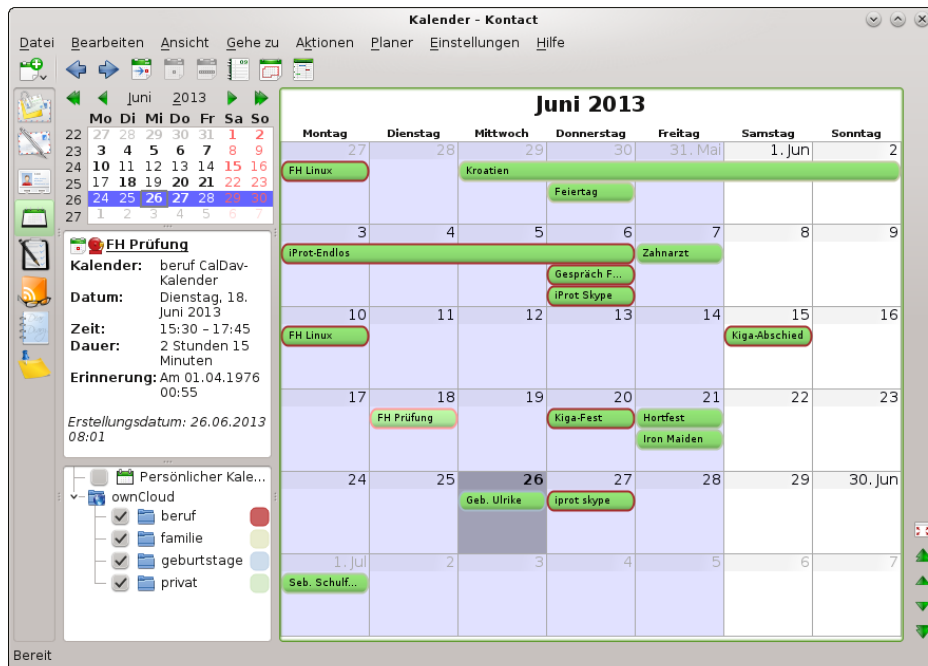 Kalender - Kontact
Datei Bearbeiten Ansicht Gehe zu Aktionen Planer Einstellungen Hilfe
Juni 2013
Mo Di Mi Do Fr Sa So
22 27 28 29 30 31 1 2
23 3 4 5 6 7 8 9
24 10 11 12 13 14 15 16
25 17 18 19 20 21 22 23
26 24 25 26 27 28 29 30
27 1 2 3 4 5 6 7
FH Prüfung
Kalender: beruf CalDav-
Kalender
Datum: Dienstag, 18.
Juni 2013
Zeit: 15:30 – 17:45
Dauer: 2 Stunden 15
Minuten
Erinnerung: Am 01.04.1976
00:55
Erstellungsdatum: 26.06.2013
08:01
Persönlicher Kale...
ownCloud
beruf
familie
geburtstage
privat
Juni 2013
Montag Dienstag Mittwoch Donnerstag Freitag Samstag Sonntag
27 28 29 30 31. Mai 1. Jun 2
FH Linux Kroatien
Feiertag
3 4 5 6 7 8 9
iProt-Endlos Zahnarzt
Gespräch F...
iProt Skype
10 11 12 13 14 15 16
FH Linux Kiga-Abschied
17 18 19 20 21 22 23
FH Prüfung Kiga-Fest Hortfest
Iron Maiden
24 25 26 27 28 29 30. Jun
Geb. Ulrike iprot skype
1. Jul 2 3 4 5 6 7
Seb. Schulf...
Bereit